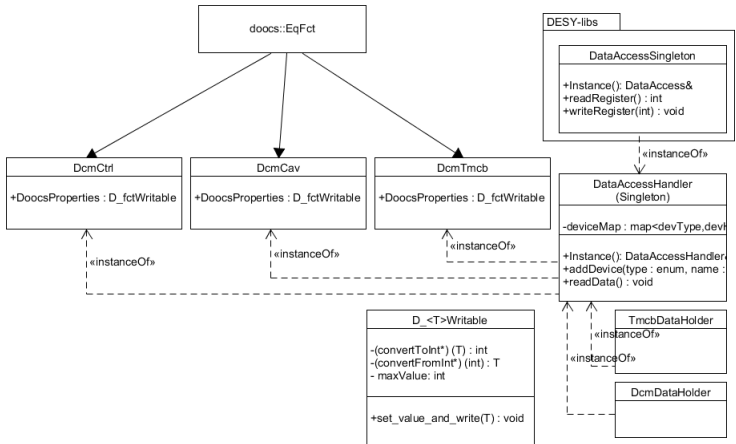 doocs::EqFct
DESY-libs
DataAccessSingleton
+Instance(): DataAccess&
+readRegister() : int
+writeRegister(int) : void
«instanceOf»
DcmCtrl
+DoocsProperties : D_fctWritable
DcmCav
+DoocsProperties : D_fctWritable
DcmTmcb
+DoocsProperties : D_fctWritable
DataAccessHandler
(Singleton)
-deviceMap : map<devType,devH
+Instance(): DataAccessHandler&
+addDevice(type : enum, name :
+readData() : void
«instanceOf»
«instanceOf»
«instanceOf»
D_<T>Writable
-(convertToInt*) (T) : int
-(convertFromInt*) (int) : T
- maxValue: int
+set_value_and_write(T) : void
TmcbDataHolder
«instanceOf»
«instanceOf»
DcmDataHolder